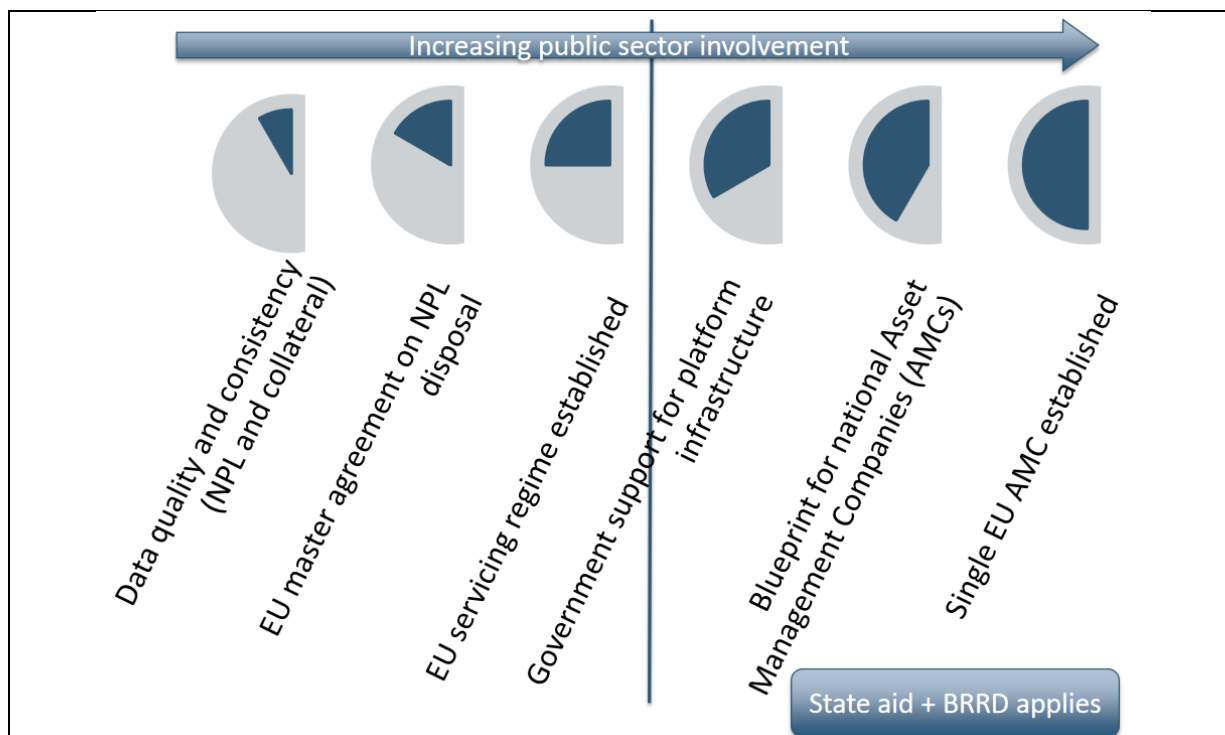 Increasing public sector involvement
Data quality and consistency
(NPL and collateral)
EU master agreement on NPL
disposal
EU servicing regime established
Government support for platform
infrastructure
Blueprint for national Asset
Management Companies (AMCs)
Single EU AMC established
State aid + BRRD applies